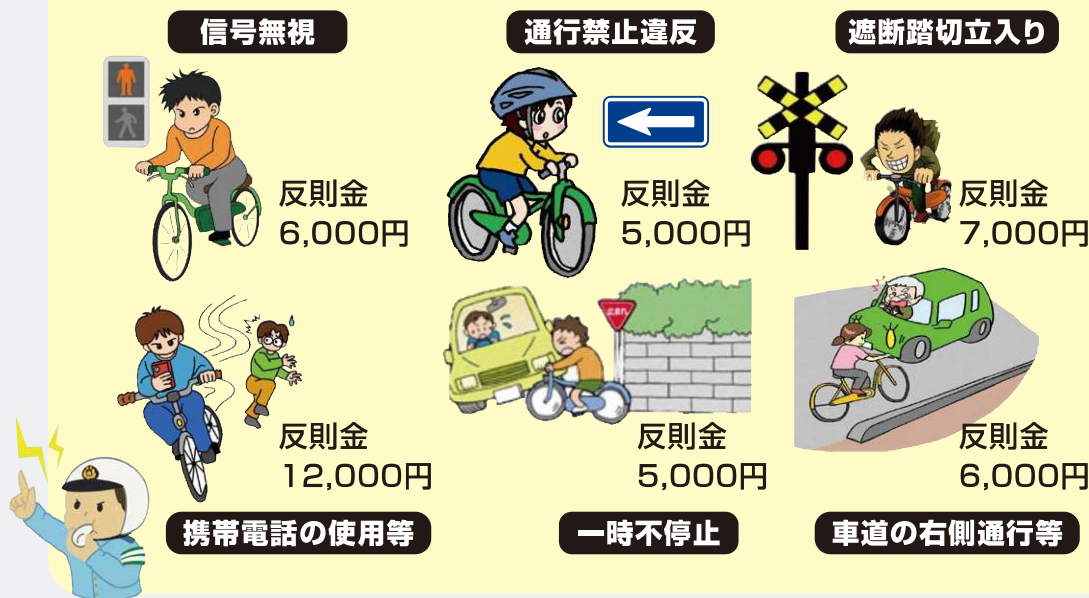 信号無視
反則金
6,000円
通行禁止違反
反則金
5,000円
遮断踏切立入り
反則金
7,000円
反則金
12,000円
携帯電話の使用等
止まれ
反則金
5,000円
一時不停止
反則金
6,000円
車道の右側通行等